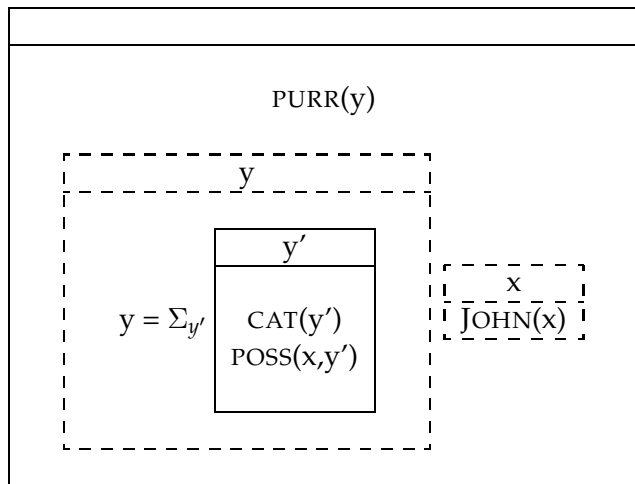 PURR(y)
y
y′
x
y = Σy′
CAT(y′)
JOHN(x)
POSS(x,y′)